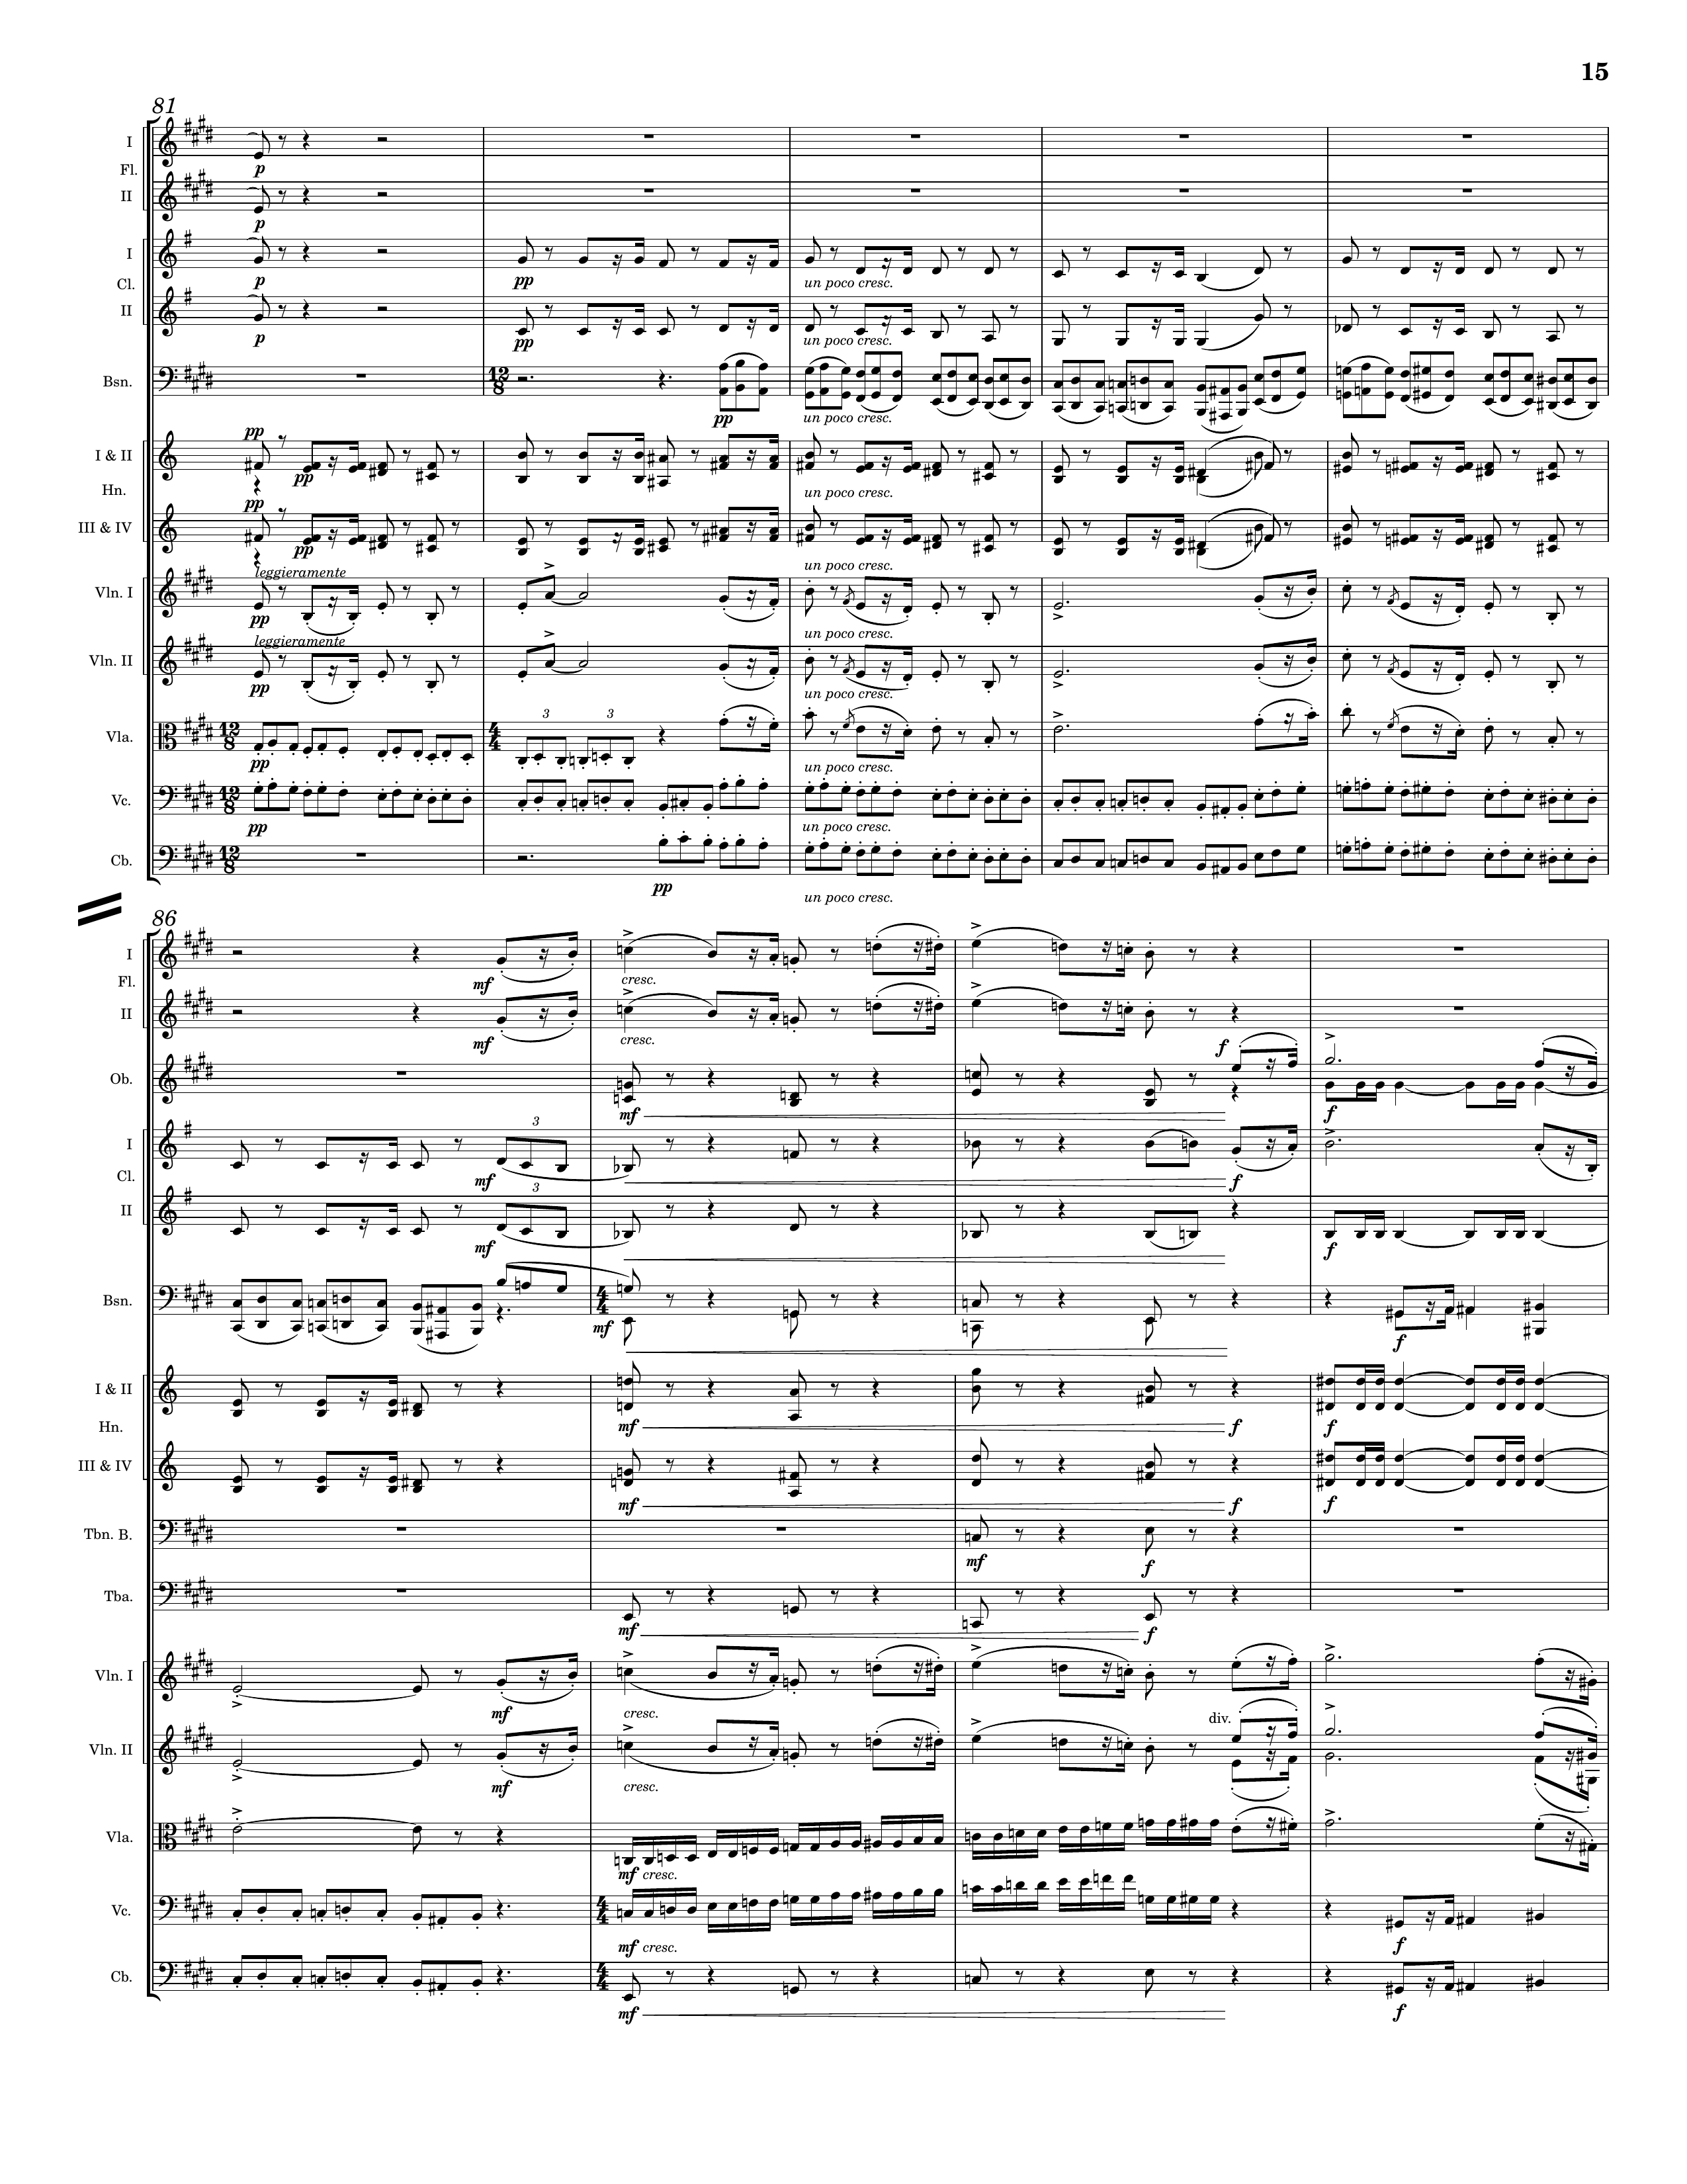 15
81
I
Fl.
II
p
p
I
Cl.
II
p
p
pp
pp
un poco cresc.
un poco cresc.
Bsn.
12
8
pp
un poco cresc.
I & II
Hn.
III & IV
pp
pp
un poco cresc.
pp
pp
un poco cresc.
Vln. I
leggieramente
pp
un poco cresc.
Vln. II
leggieramente
pp
un poco cresc.
Vla.
12
8
pp
4
4
3
3
un poco cresc.
Vc.
12
8
pp
un poco cresc.
Cb.
12
8
pp
un poco cresc.
86
I
Fl.
II
mf
cresc.
mf
cresc.
Ob.
mf
f
f
I
Cl.
II
3
mf
f
3
mf
f
Bsn.
4
4
mf
f
I & II
Hn.
III & IV
mf
f
f
mf
f
f
Tbn. B.
mf
f
Tba.
mf
f
Vln. I
mf
cresc.
Vln. II
mf
cresc.
div.
Vla.
mf cresc.
Vc.
4
4
mf cresc.
f
Cb.
4
4
mf
f